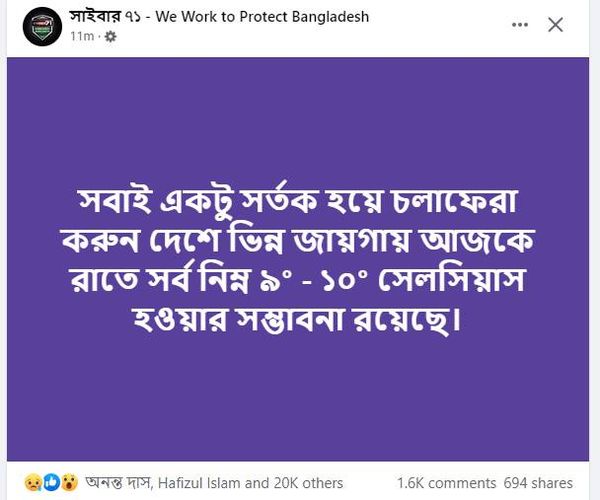 সাইবার ৭১ - We Work to Protect Bangladesh
11m ·
সবাই একটু সর্তক হয়ে চলাফেরা
করুন দেশে ভিন্ন জায়গায় আজকে
রাতে সর্ব নিম্ন ৯° - ১০° সেলসিয়াস
হওয়ার সম্ভাবনা রয়েছে।
অনন্ত দাস, Hafizul Islam and 20K others
1.6K comments 694 shares